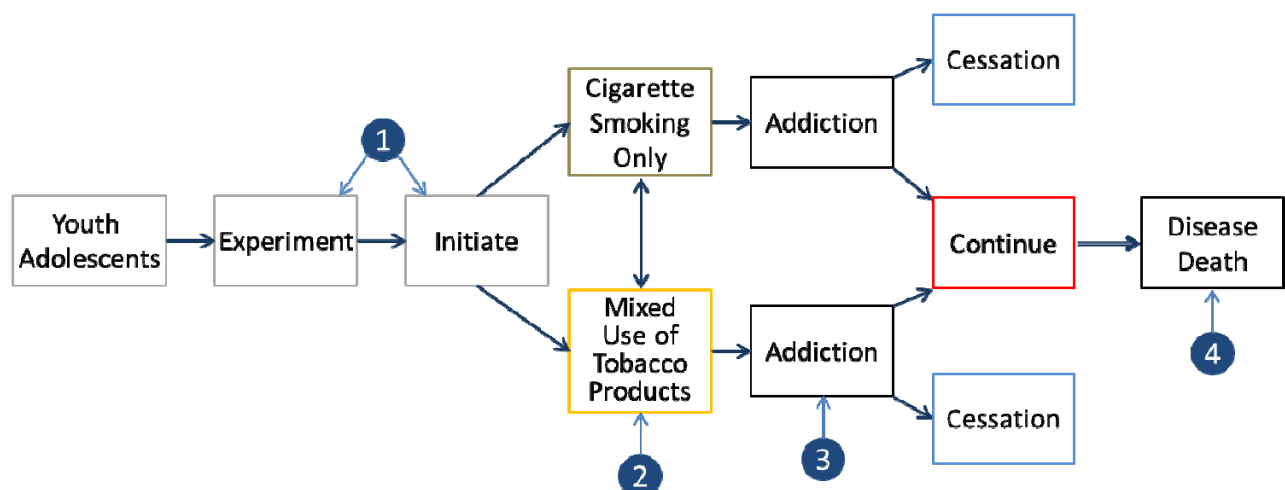 Cessation
Cigarette
Smoking
Only
Addiction
1
Youth
Adolescents
Experiment
Initiate
Continue
Disease
Death
Mixed
Use of
Tobacco
Products
Addiction
Cessation
4
3
2